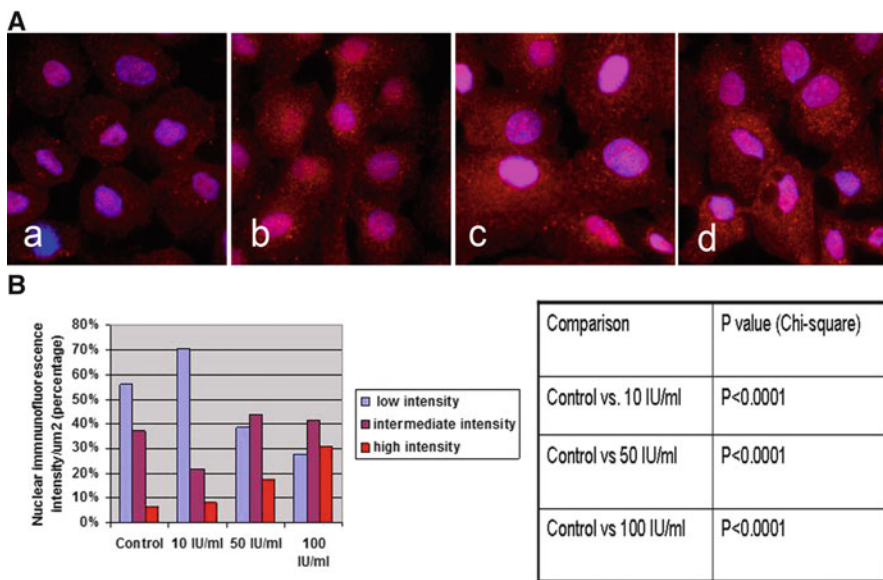 A
a
b
c
d
B
Nuclear immnunofluorescence
Intensity/um2 (percentage)
80%
70%
60%
50%
40%
30%
20%
10%
0%
Control
10 IU/ml
50 IU/ml
100
IU/ml
low intensity
intermediate intensity
high intensity
Comparison
P value (Chi-square)
Control vs. 10 IU/ml
P<0.0001
Control vs 50 IU/ml
P<0.0001
Control vs 100 IU/ml
P<0.0001